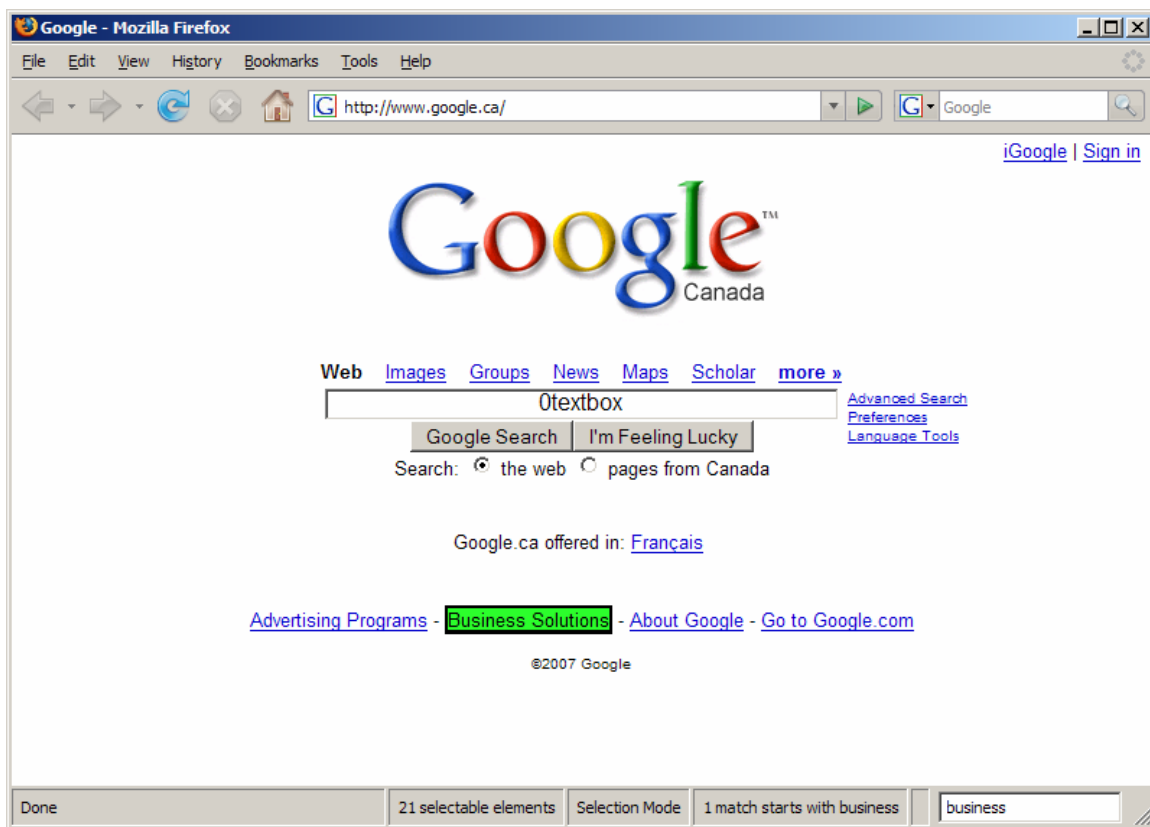 Google - Mozilla Firefox
File Edit View History Bookmarks Tools Help
G http://www.google.ca/ G Google
iGoogle | Sign in
Google™
Canada
Web Images Groups News Maps Scholar more »
0textbox
Advanced Search
Preferences
Language Tools
Google Search I'm Feeling Lucky
Search: the web pages from Canada
Google.ca offered in: Français
Advertising Programs - Business Solutions - About Google - Go to Google.com
©2007 Google
Done 21 selectable elements Selection Mode 1 match starts with business business